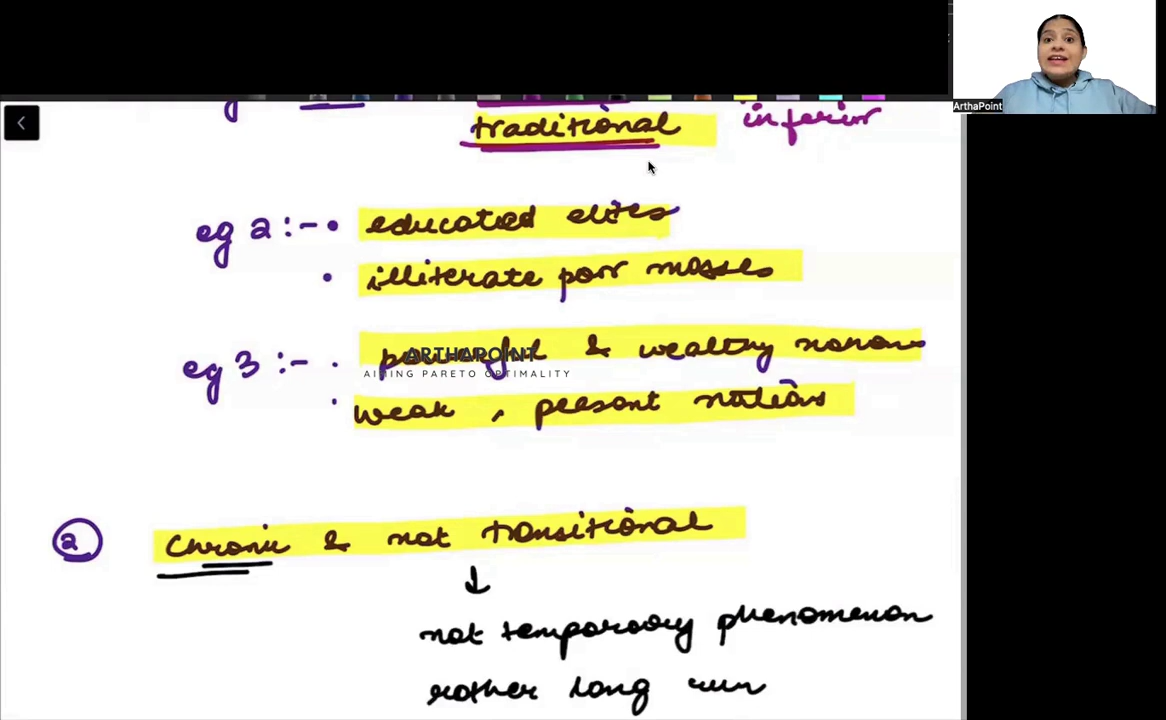 traditional inferior
eg 2 :- • educated elites
• illiterate poor masses
eg 3 :- • powerful & wealthy nations
ARTHAPOINT
AIMING PARETO OPTIMALITY
• weak , peasant nations
2 Chronic & not transitional
↓
not temporary phenomenon
rather long run
ArthaPoint